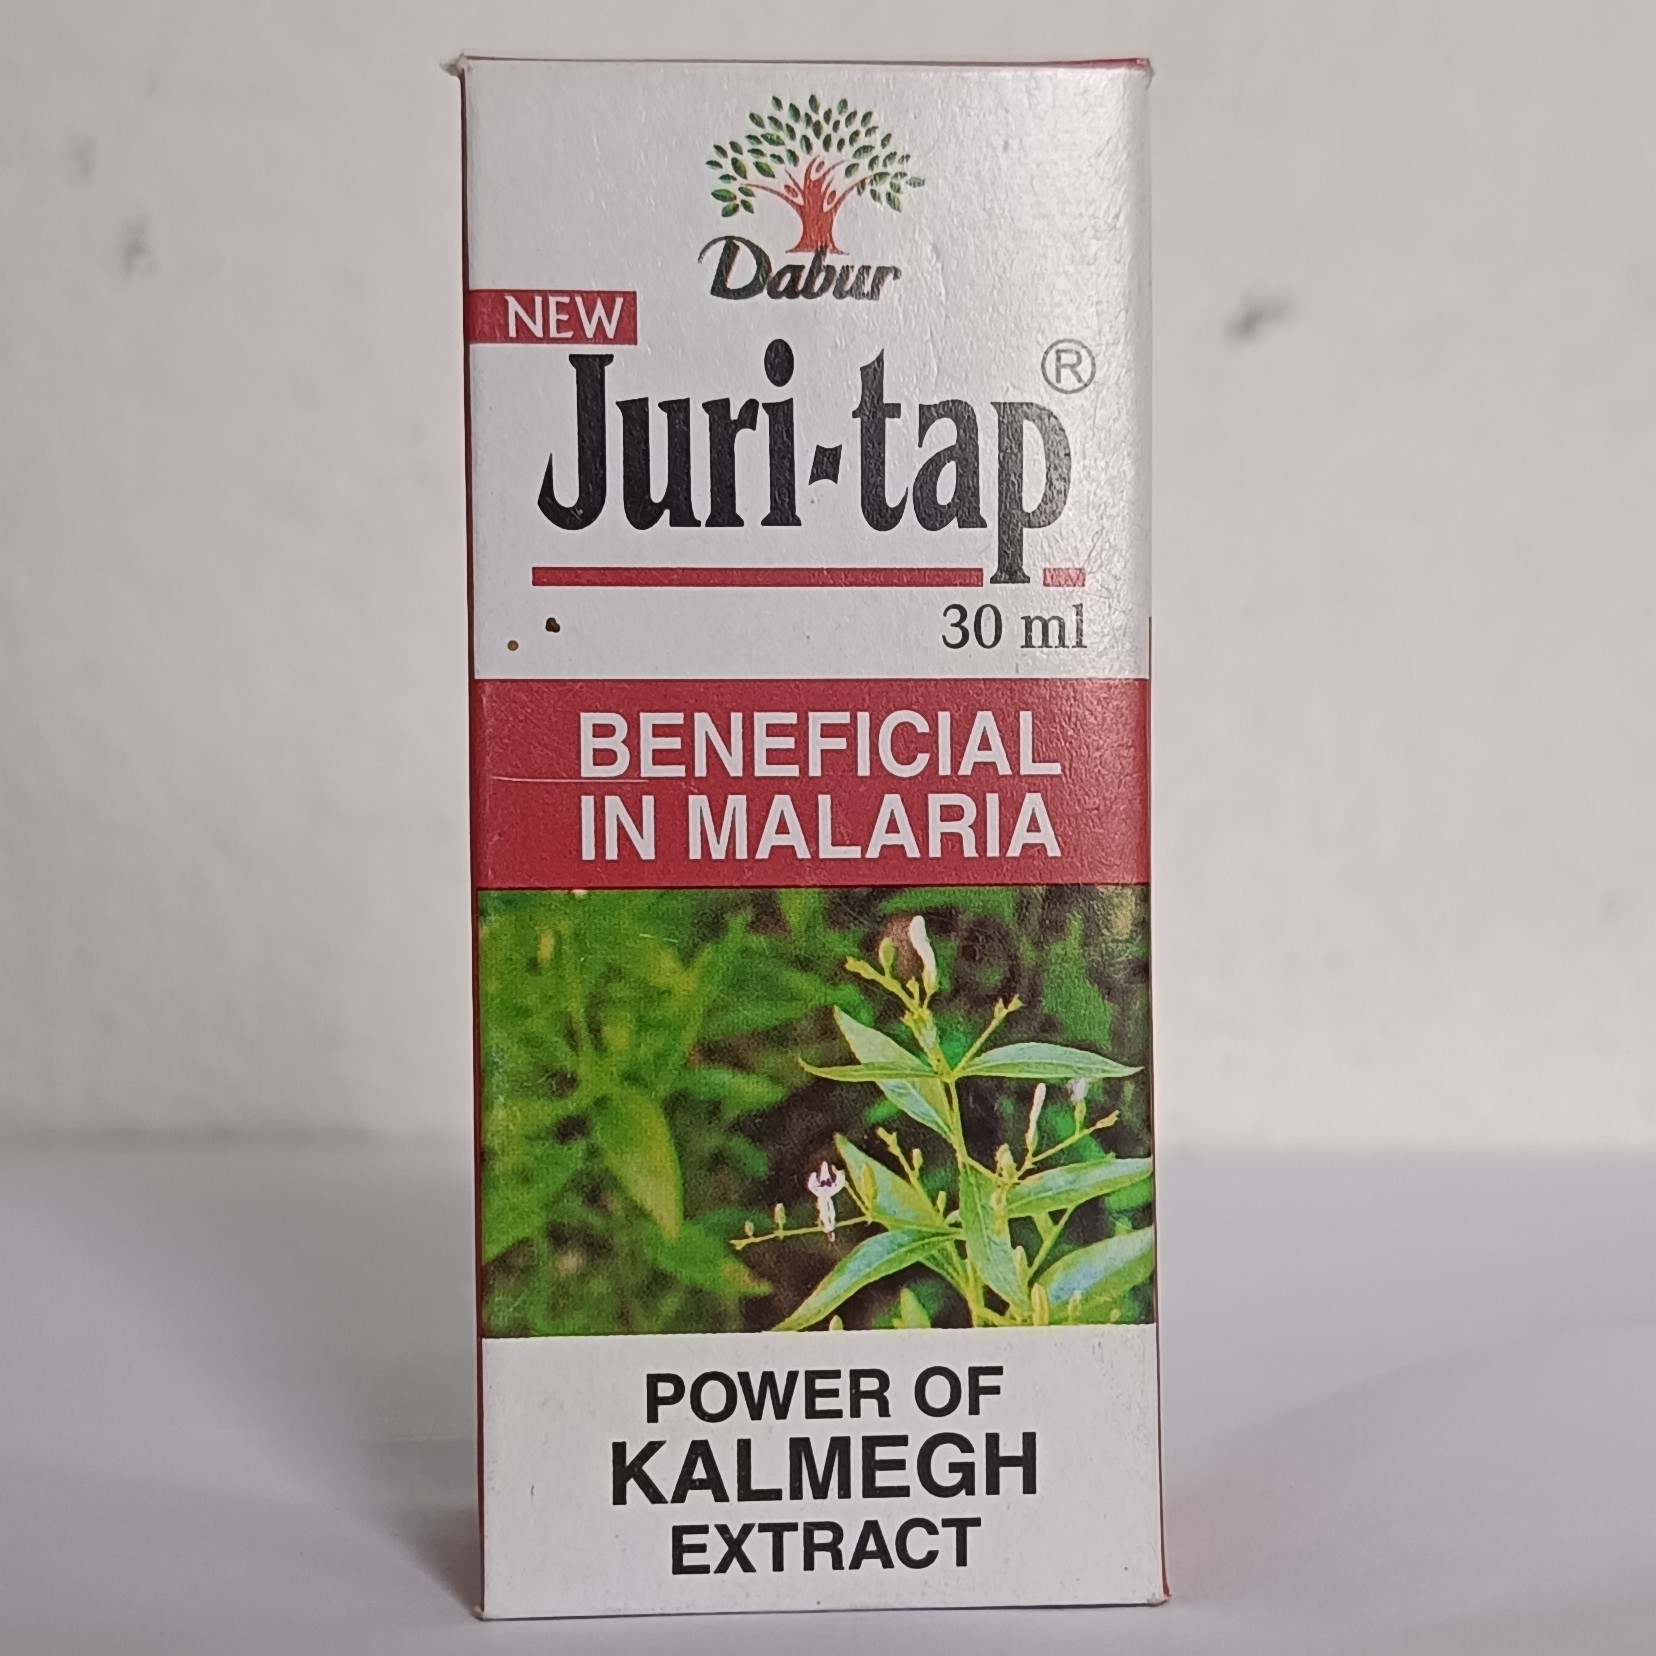 Dabur
NEW
Juri-tap®
30 ml
BENEFICIAL
IN MALARIA
POWER OF
KALMEGH
EXTRACT